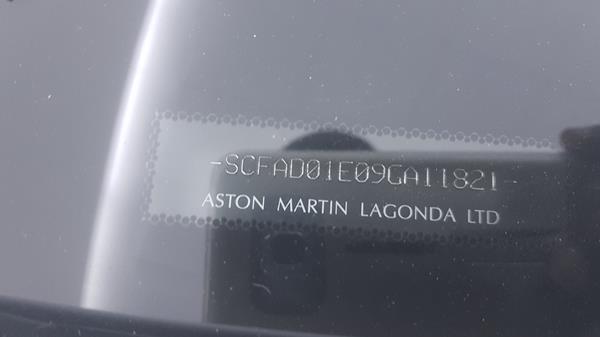 -SCFAD01E09GA11821-
ASTON MARTIN LAGONDA LTD